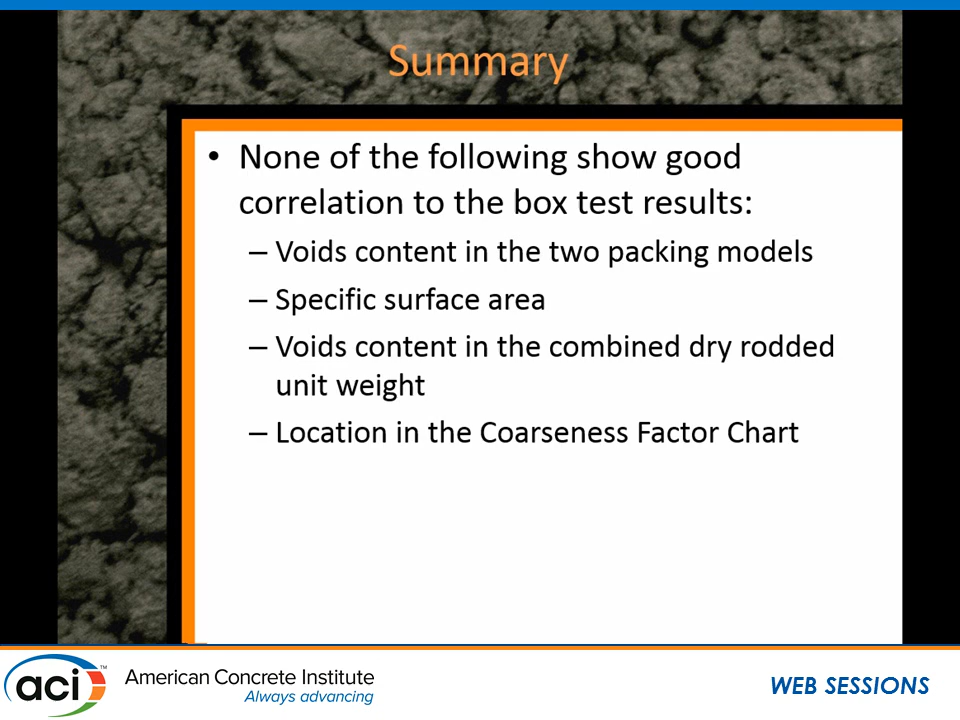 Summary
• None of the following show good
correlation to the box test results:
– Voids content in the two packing models
– Specific surface area
– Voids content in the combined dry rodded
unit weight
– Location in the Coarseness Factor Chart
aci™
American Concrete Institute
Always advancing
WEB SESSIONS